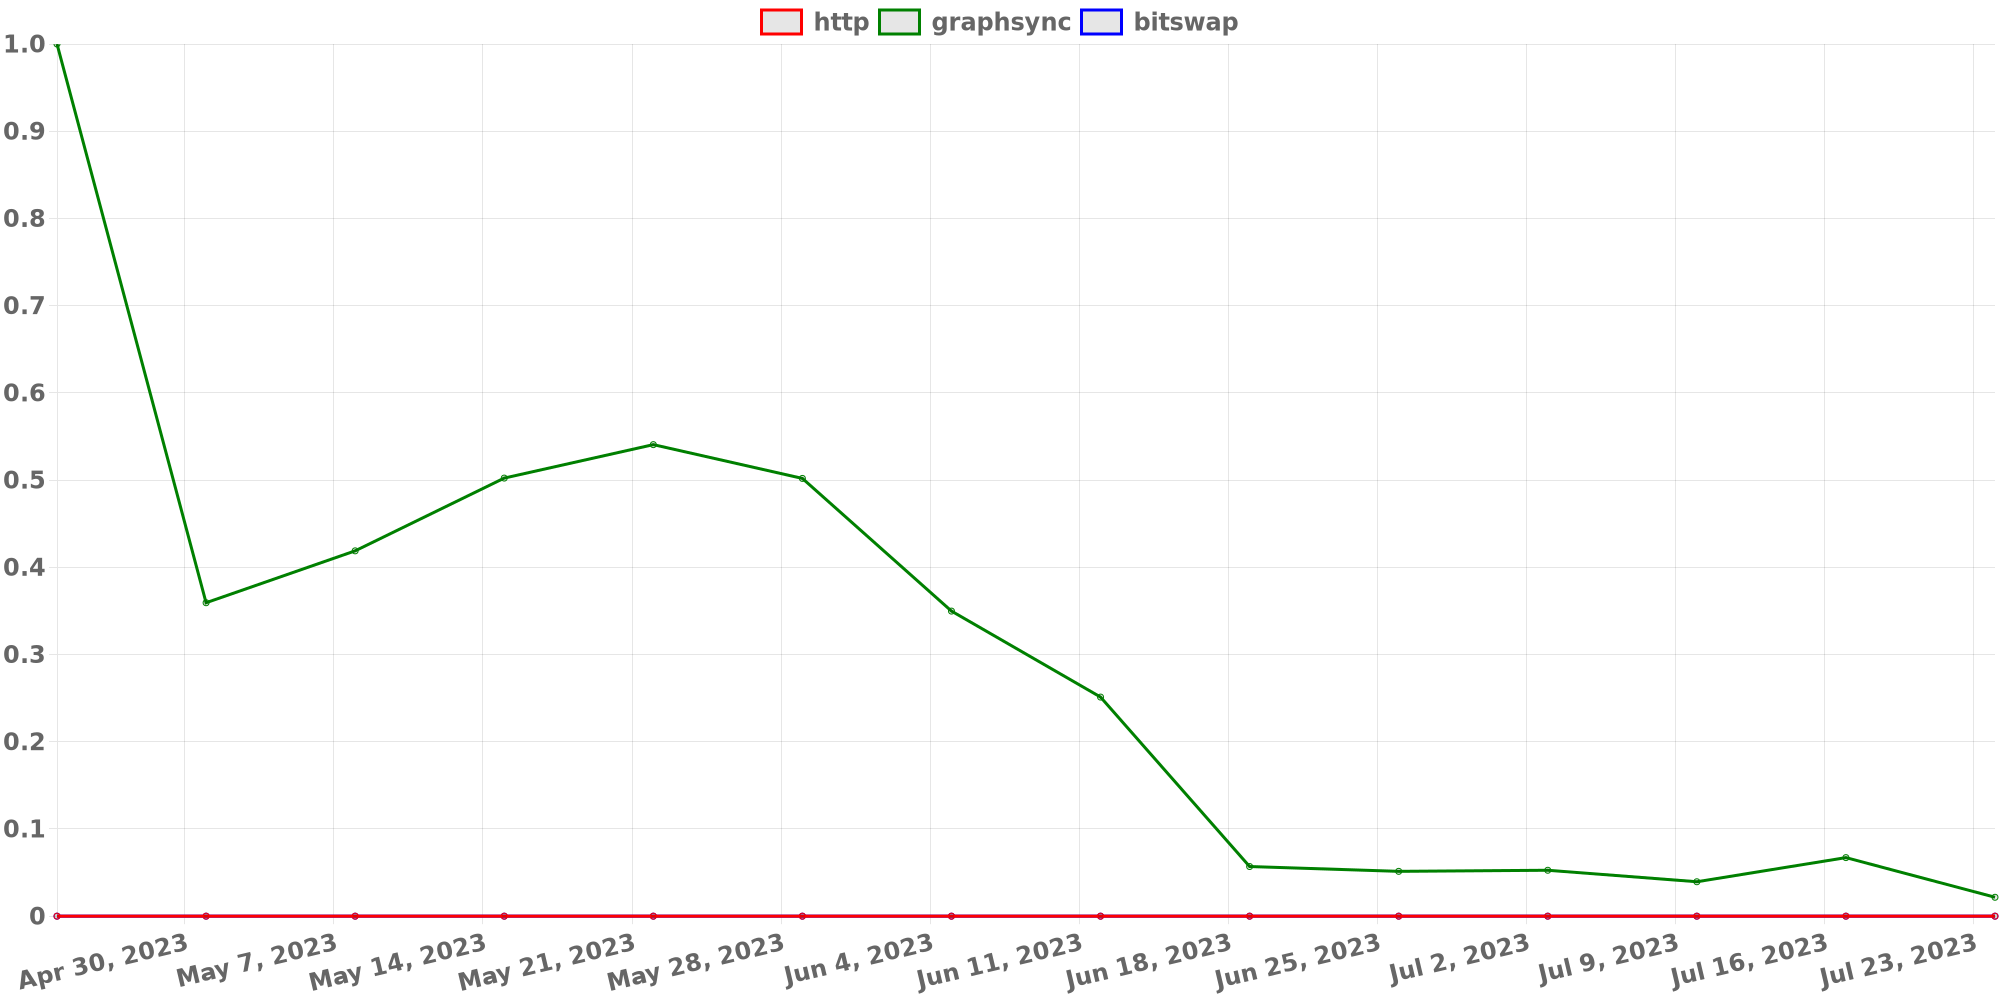 http graphsync bitswap
1.0
0.9
0.8
0.7
0.6
0.5
0.4
0.3
0.2
0.1
0
Apr 30, 2023
May 7, 2023
May 14, 2023
May 21, 2023
May 28, 2023
Jun 4, 2023
Jun 11, 2023
Jun 18, 2023
Jun 25, 2023
Jul 2, 2023
Jul 9, 2023
Jul 16, 2023
Jul 23, 2023